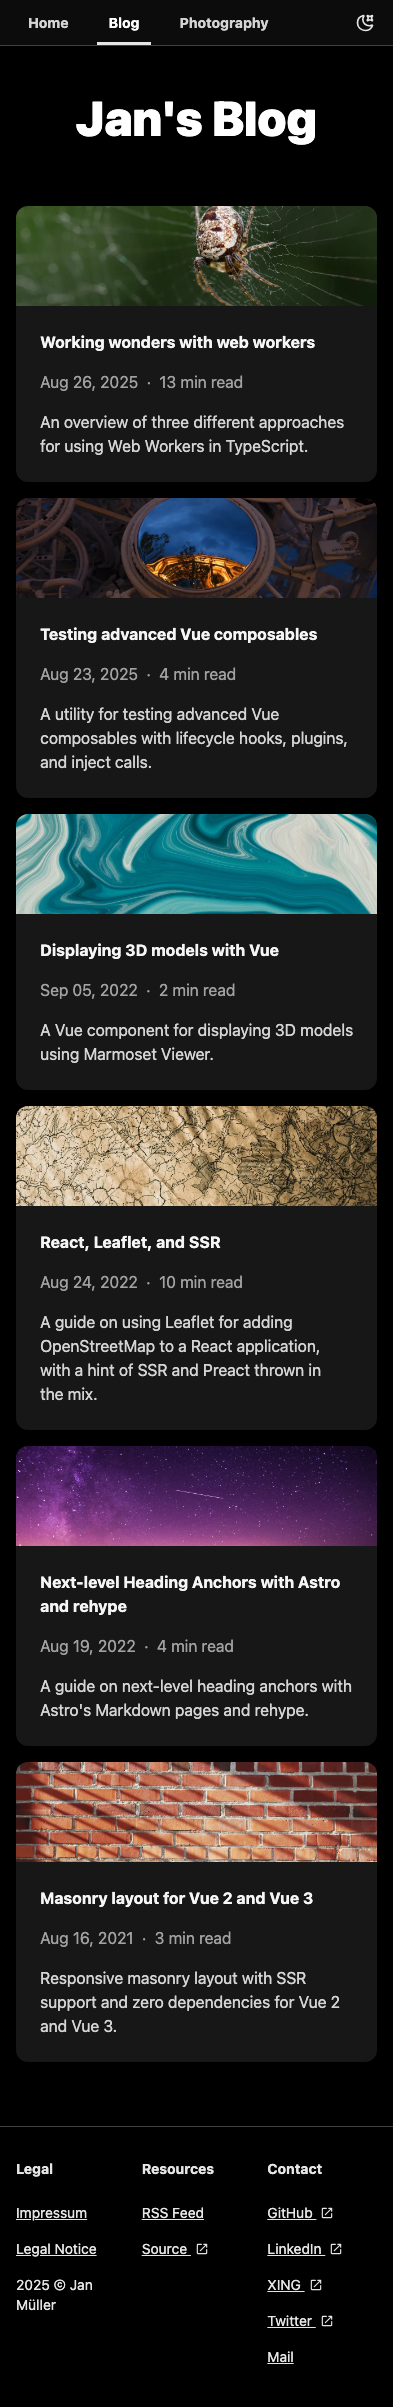 Home Blog Photography
Jan's Blog
Working wonders with web workers
Aug 26, 2025 · 13 min read
An overview of three different approaches
for using Web Workers in TypeScript.
Testing advanced Vue composables
Aug 23, 2025 · 4 min read
A utility for testing advanced Vue
composables with lifecycle hooks, plugins,
and inject calls.
Displaying 3D models with Vue
Sep 05, 2022 · 2 min read
A Vue component for displaying 3D models
using Marmoset Viewer.
React, Leaflet, and SSR
Aug 24, 2022 · 10 min read
A guide on using Leaflet for adding
OpenStreetMap to a React application,
with a hint of SSR and Preact thrown in
the mix.
Next-level Heading Anchors with Astro
and rehype
Aug 19, 2022 · 4 min read
A guide on next-level heading anchors with
Astro's Markdown pages and rehype.
Masonry layout for Vue 2 and Vue 3
Aug 16, 2021 · 3 min read
Responsive masonry layout with SSR
support and zero dependencies for Vue 2
and Vue 3.
Legal
Impressum
Legal Notice
2025 © Jan
Müller
Resources
RSS Feed
Source
Contact
GitHub
LinkedIn
XING
Twitter
Mail